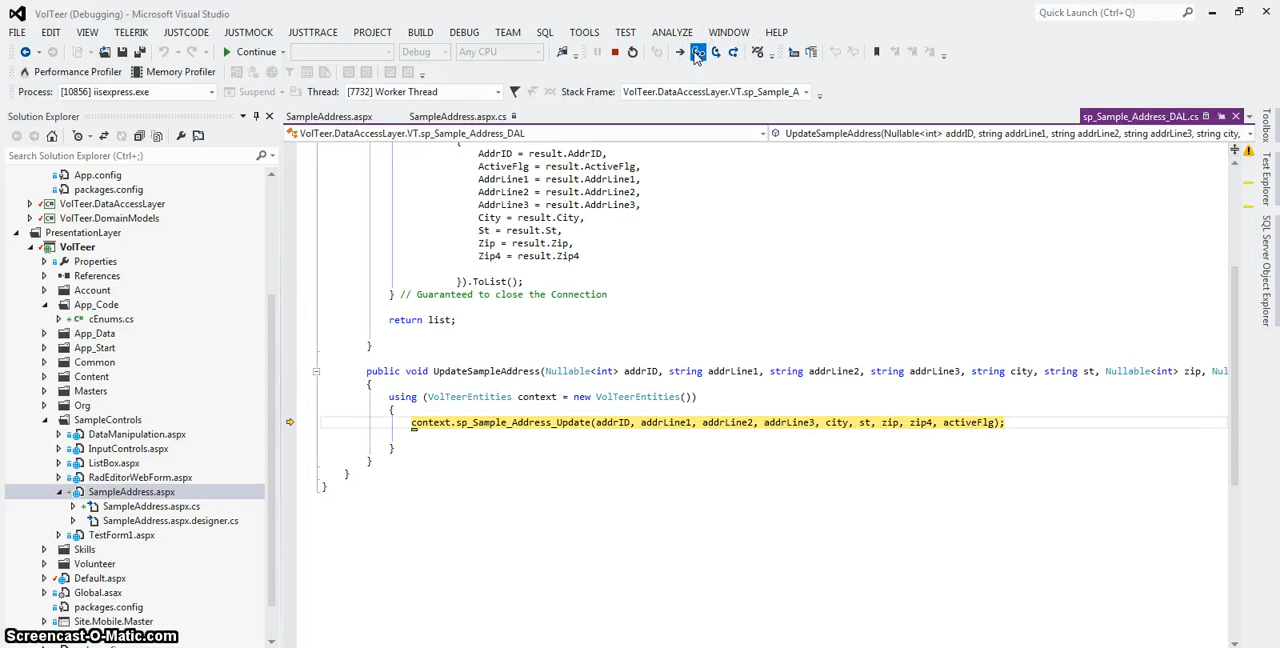 VolTeer (Debugging) - Microsoft Visual Studio
Quick Launch (Ctrl+Q)
FILE EDIT VIEW TELERIK JUSTCODE JUSTMOCK JUSTTRACE PROJECT BUILD DEBUG TEAM SQL TOOLS TEST ANALYZE WINDOW HELP
Continue Debug Any CPU
Performance Profiler Memory Profiler
Process: [10856] iisexpress.exe Suspend Thread: [7732] Worker Thread Stack Frame: VolTeer.DataAccessLayer.VT.sp_Sample_A
Solution Explorer
SampleAddress.aspx SampleAddress.aspx.cs sp_Sample_Address_DAL.cs
VolTeer.DataAccessLayer.VT.sp_Sample_Address_DAL UpdateSampleAddress(Nullable<int> addrID, string addrLine1, string addrLine2, string addrLine3, string city,
Search Solution Explorer (Ctrl+;)
App.config
packages.config
VolTeer.DataAccessLayer
VolTeer.DomainModels
PresentationLayer
VolTeer
Properties
References
Account
App_Code
cEnums.cs
App_Data
App_Start
Common
Content
Masters
Org
SampleControls
DataManipulation.aspx
InputControls.aspx
ListBox.aspx
RadEditorWebForm.aspx
SampleAddress.aspx
SampleAddress.aspx.cs
SampleAddress.aspx.designer.cs
TestForm1.aspx
Skills
Volunteer
Default.aspx
Global.asax
packages.config
Site.Mobile.Master
{
AddrID = result.AddrID,
ActiveFlg = result.ActiveFlg,
AddrLine1 = result.AddrLine1,
AddrLine2 = result.AddrLine2,
AddrLine3 = result.AddrLine3,
City = result.City,
St = result.St,
Zip = result.Zip,
Zip4 = result.Zip4
}).ToList();
} // Guaranteed to close the Connection
return list;
}
public void UpdateSampleAddress(Nullable<int> addrID, string addrLine1, string addrLine2, string addrLine3, string city, string st, Nullable<int> zip, Nul
{
using (VolTeerEntities context = new VolTeerEntities())
{
context.sp_Sample_Address_Update(addrID, addrLine1, addrLine2, addrLine3, city, st, zip, zip4, activeFlg);
}
}
}
}
Toolbox
Test Explorer
SQL Server Object Explorer
Screencast-O-Matic.com